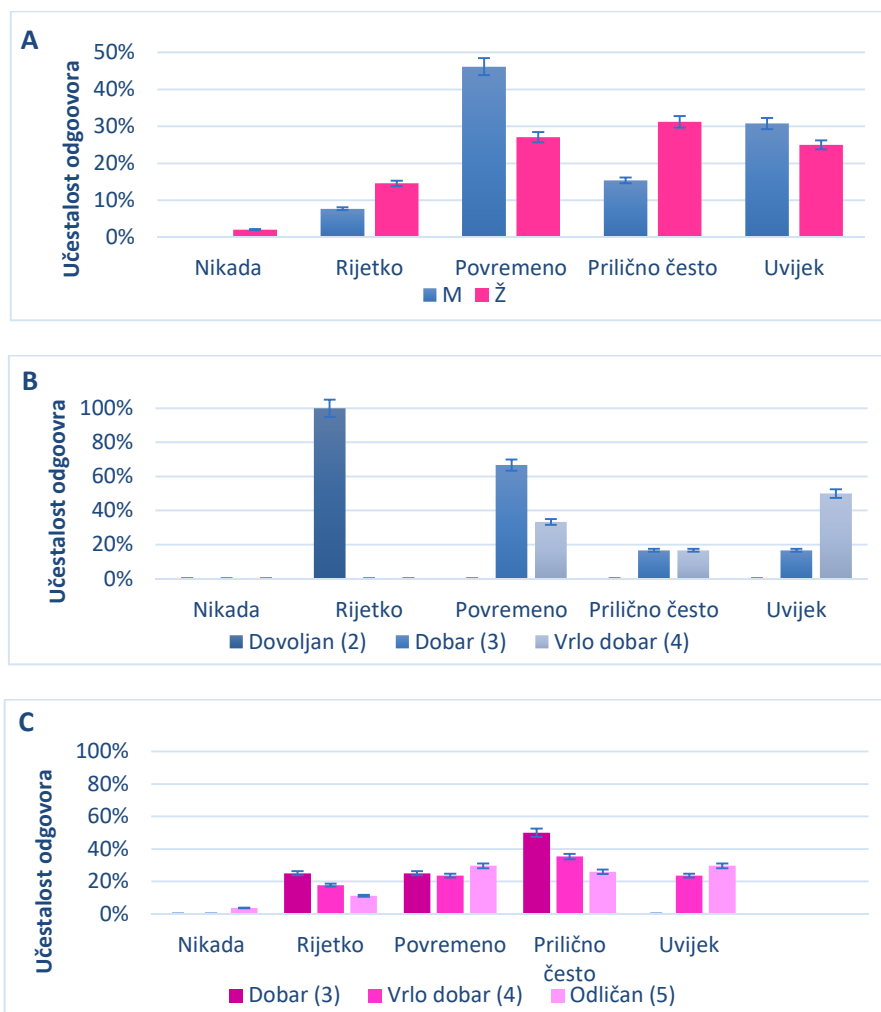 A
Učestalost odgoovora
50%
40%
30%
20%
10%
0%
Nikada Rijetko Povremeno Prilično često Uvijek
M Ž
B
Učestalost odgoovra
100%
80%
60%
40%
20%
0%
Nikada Rijetko Povremeno Prilično često Uvijek
Dovoljan (2) Dobar (3) Vrlo dobar (4)
C
Učestalost odgovora
100%
80%
60%
40%
20%
0%
Nikada Rijetko Povremeno Prilično Uvijek
često
Dobar (3) Vrlo dobar (4) Odličan (5)